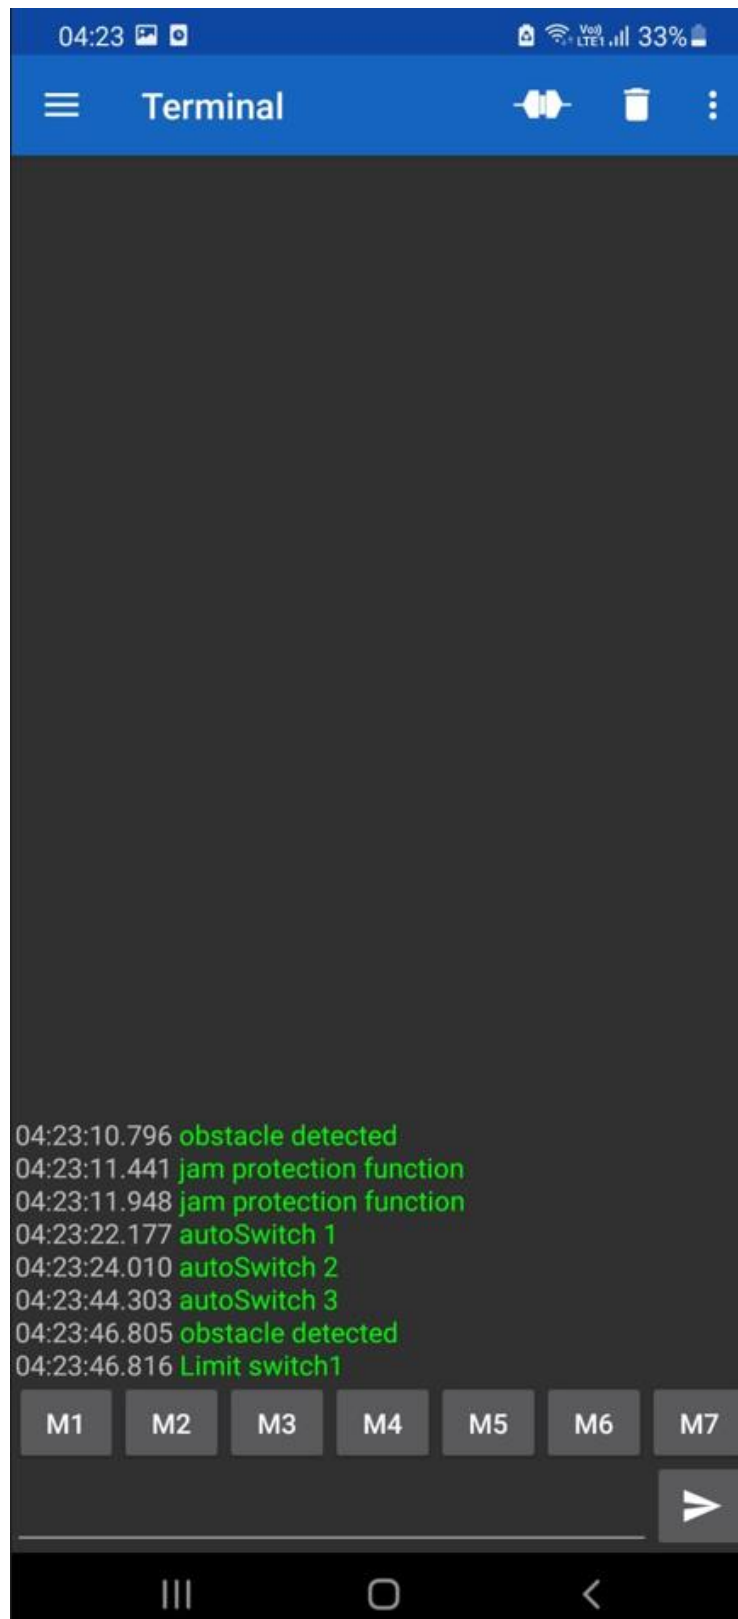 04:23 Vo)) LTE1 33%
Terminal
04:23:10.796 obstacle detected
04:23:11.441 jam protection function
04:23:11.948 jam protection function
04:23:22.177 autoSwitch 1
04:23:24.010 autoSwitch 2
04:23:44.303 autoSwitch 3
04:23:46.805 obstacle detected
04:23:46.816 Limit switch1
M1 M2 M3 M4 M5 M6 M7